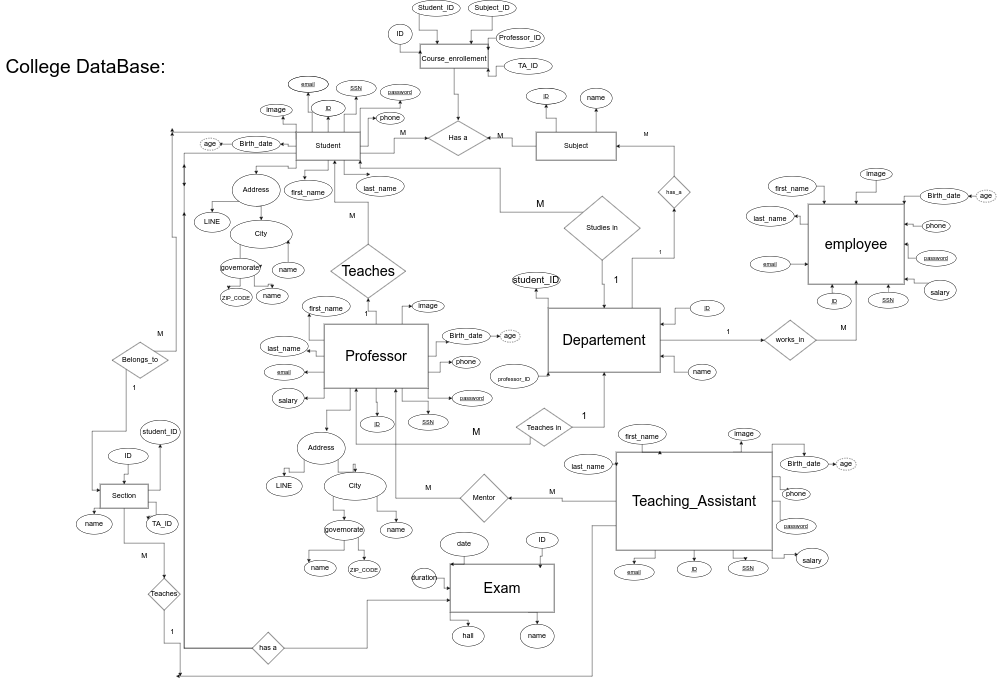 Student_ID
Subject_ID
ID
Professor_ID
Course_enrollement
TA_ID
College DataBase:
email
SSN
password
image
ID
phone
age
Birth_date
Student
M
Has a
M
ID
name
Subject
M
Address
first_name
last_name
LINE
City
governorate
name
ZIP_CODE
name
M
Teaches
1
M
Studies in
1
has_a
1
image
first_name
Birth_date
age
last_name
phone
employee
email
password
salary
ID
SSN
student_ID
ID
Departement
professor_ID
name
1
works_in
M
first_name
image
last_name
Professor
Birth_date
age
email
phone
salary
password
ID
SSN
M
Teaches in
1
M
Belongs_to
1
student_ID
ID
Section
name
TA_ID
M
Teaches
1
Address
LINE
City
governorate
name
name
ZIP_CODE
M
Mentor
M
first_name
image
last_name
Birth_date
age
Teaching_Assistant
phone
password
email
ID
SSN
salary
date
ID
duration
Exam
hall
name
has a